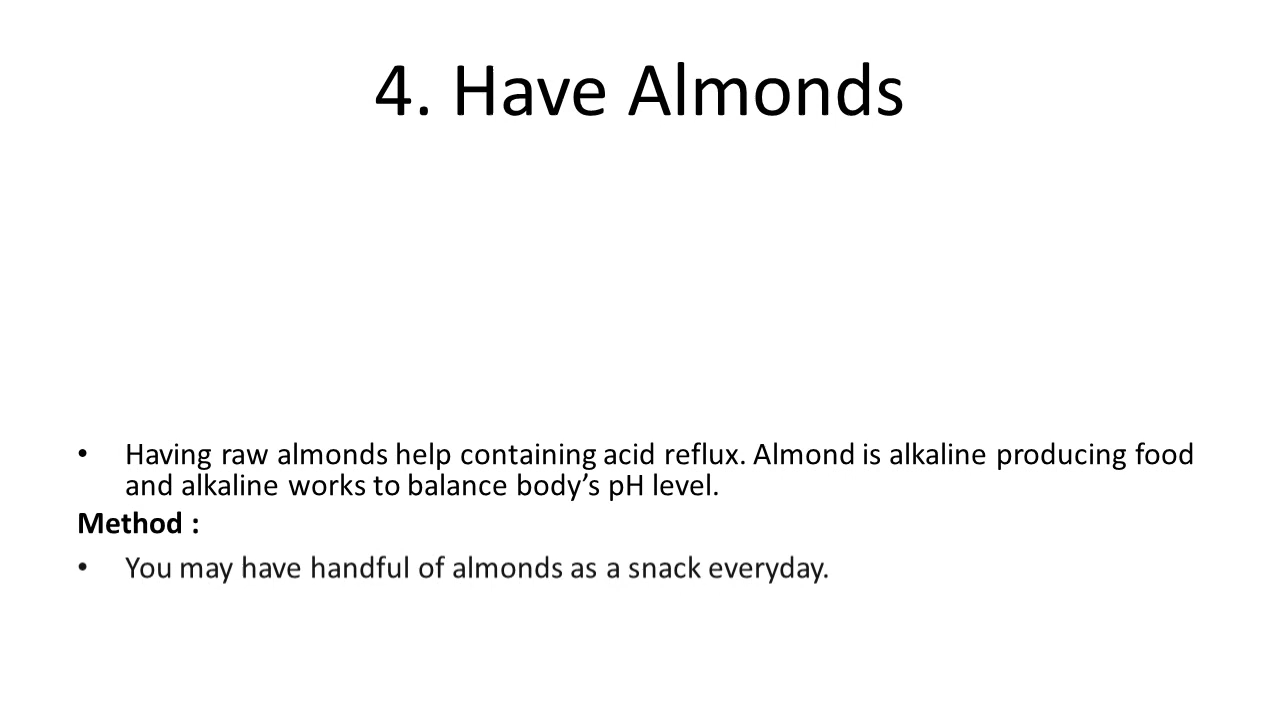 4. Have Almonds
• Having raw almonds help containing acid reflux. Almond is alkaline producing food
and alkaline works to balance body’s pH level.
Method :
• You may have handful of almonds as a snack everyday.